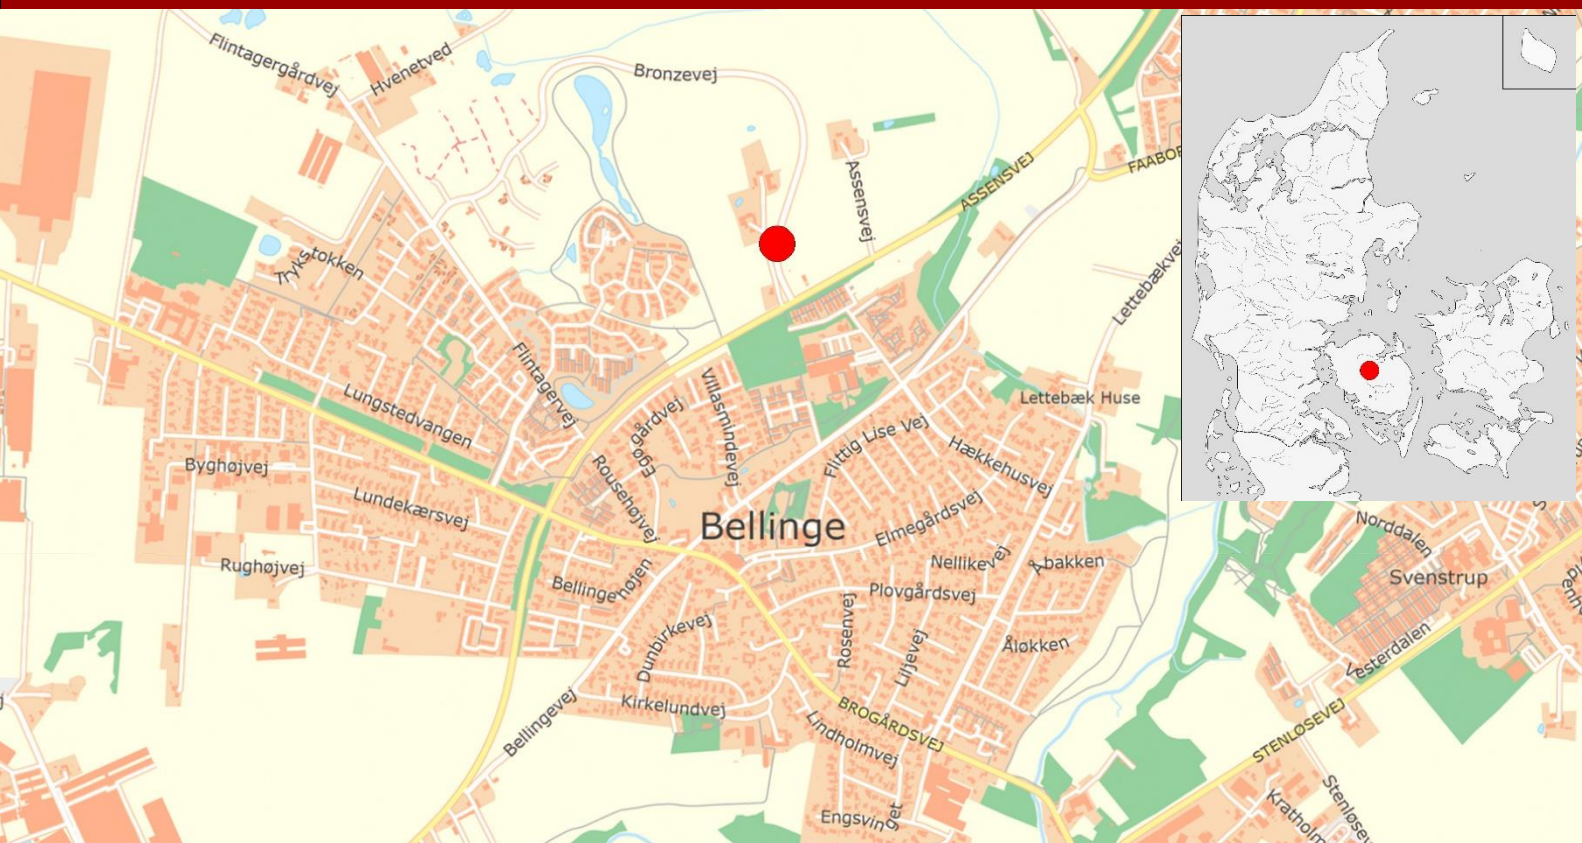 Flintagergårdvej
Hvenetved
Bronzevej
Assensvej
ASSENSVEJ
Lettebækvej
Trykstokken
Flintagervej
Lungstedvangen
Villasmindevej
Egegårdvej
Lettebæk Huse
Flittig Lise Vej
Hækkehusvej
Byghøjvej
Rousehøjvej
Lundekærsvej
Bellinge
Elmegårdsvej
Norddalen
Rughøjvej
Nellikevej
Åbakken
Svenstrup
Bellingehøjen
Plovgårdsvej
Dunbirkevej
Rosenvej
Liljevej
Åløkken
Vesterdalen
Kirkelundvej
Bellingevej
BROGÅRDSVEJ
Lindholmvej
STENLØSEVEJ
Engsvinget